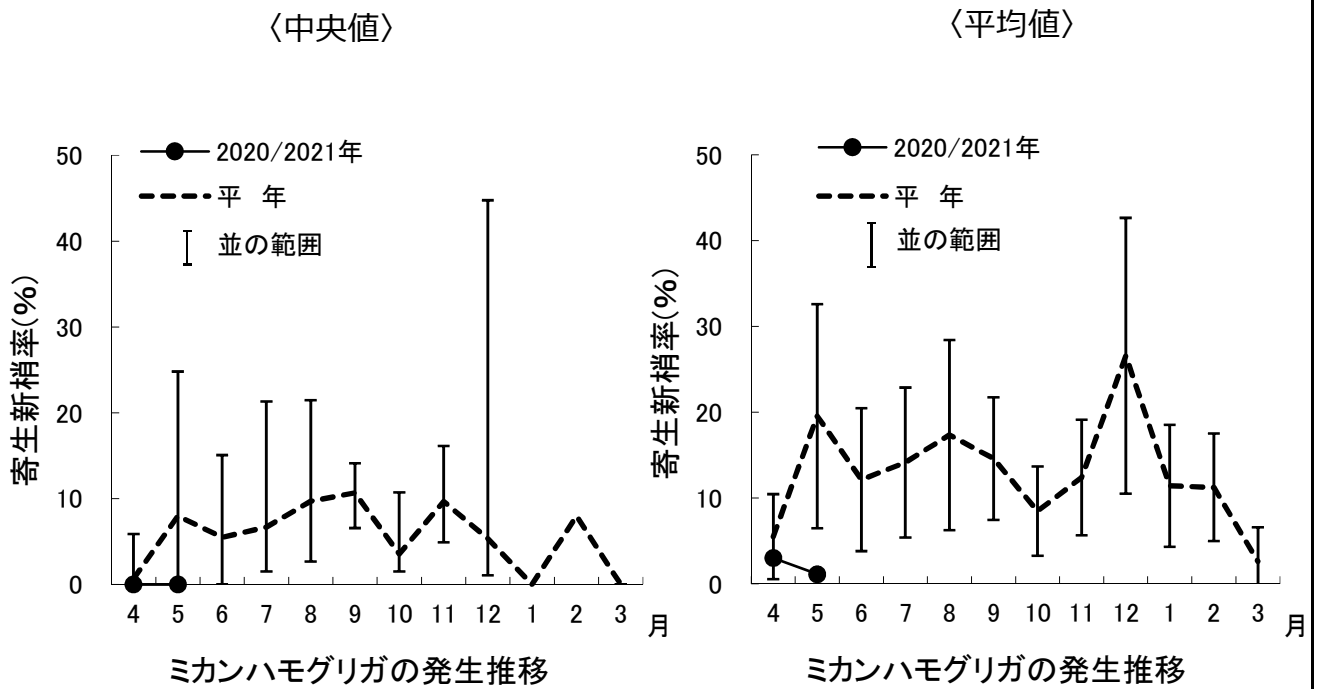 〈中央値〉
2020/2021年
平 年
並の範囲
寄生新梢率(%)
50
40
30
20
10
0
4 5 6 7 8 9 10 11 12 1 2 3 月
ミカンハモグリガの発生推移
〈平均値〉
2020/2021年
平 年
並の範囲
寄生新梢率(%)
50
40
30
20
10
0
4 5 6 7 8 9 10 11 12 1 2 3 月
ミカンハモグリガの発生推移